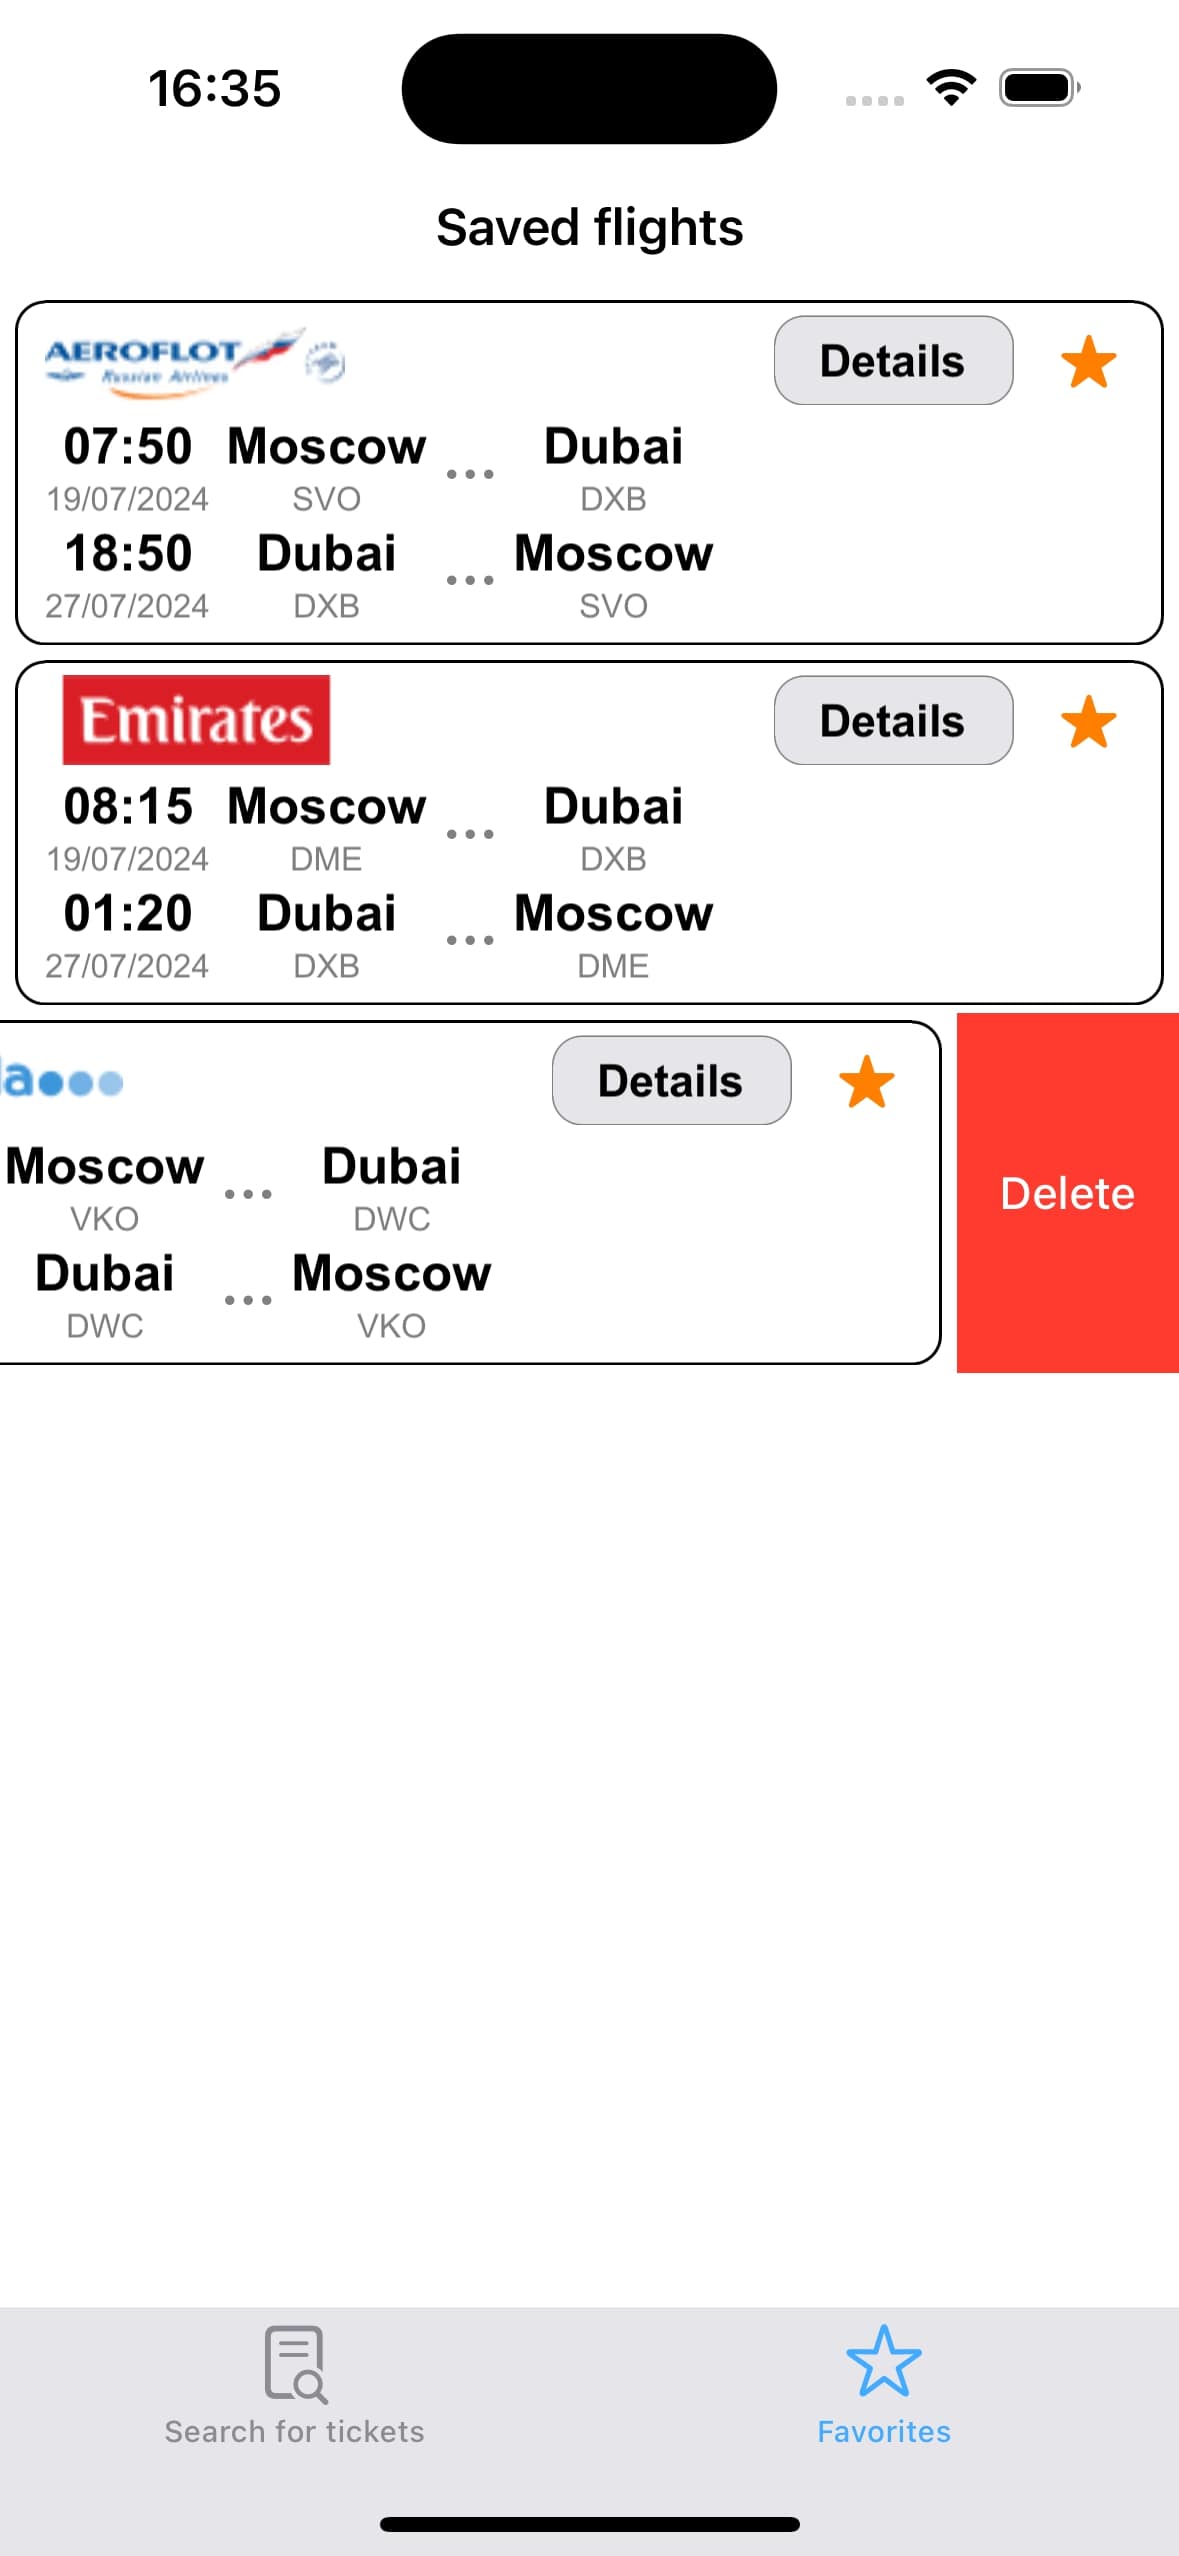 16:35
Saved flights
AEROFLOT
Russian Airlines
Details
07:50 Moscow ... Dubai
19/07/2024 SVO DXB
18:50 Dubai ... Moscow
27/07/2024 DXB SVO
Emirates
Details
08:15 Moscow ... Dubai
19/07/2024 DME DXB
01:20 Dubai ... Moscow
27/07/2024 DXB DME
a
Details
Moscow ... Dubai
VKO DWC
Delete
Dubai ... Moscow
DWC VKO
Search for tickets
Favorites